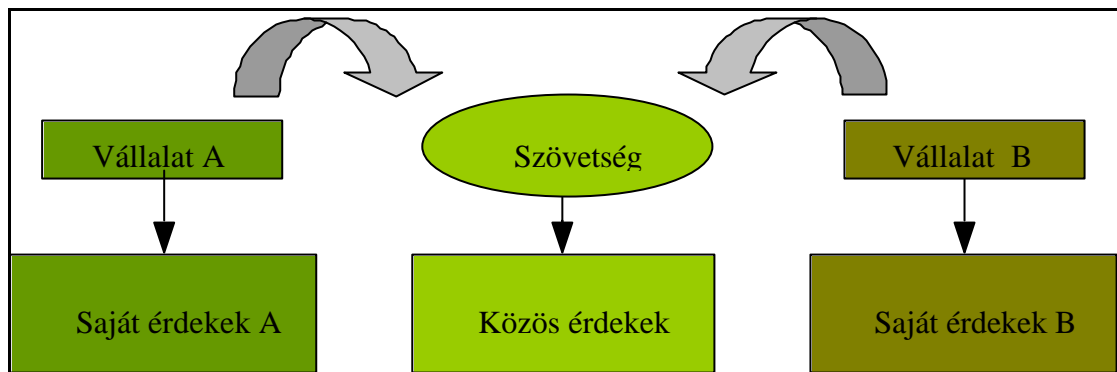 Vállalat A
Szövetség
Vállalat B
Saját érdekek A
Közös érdekek
Saját érdekek B